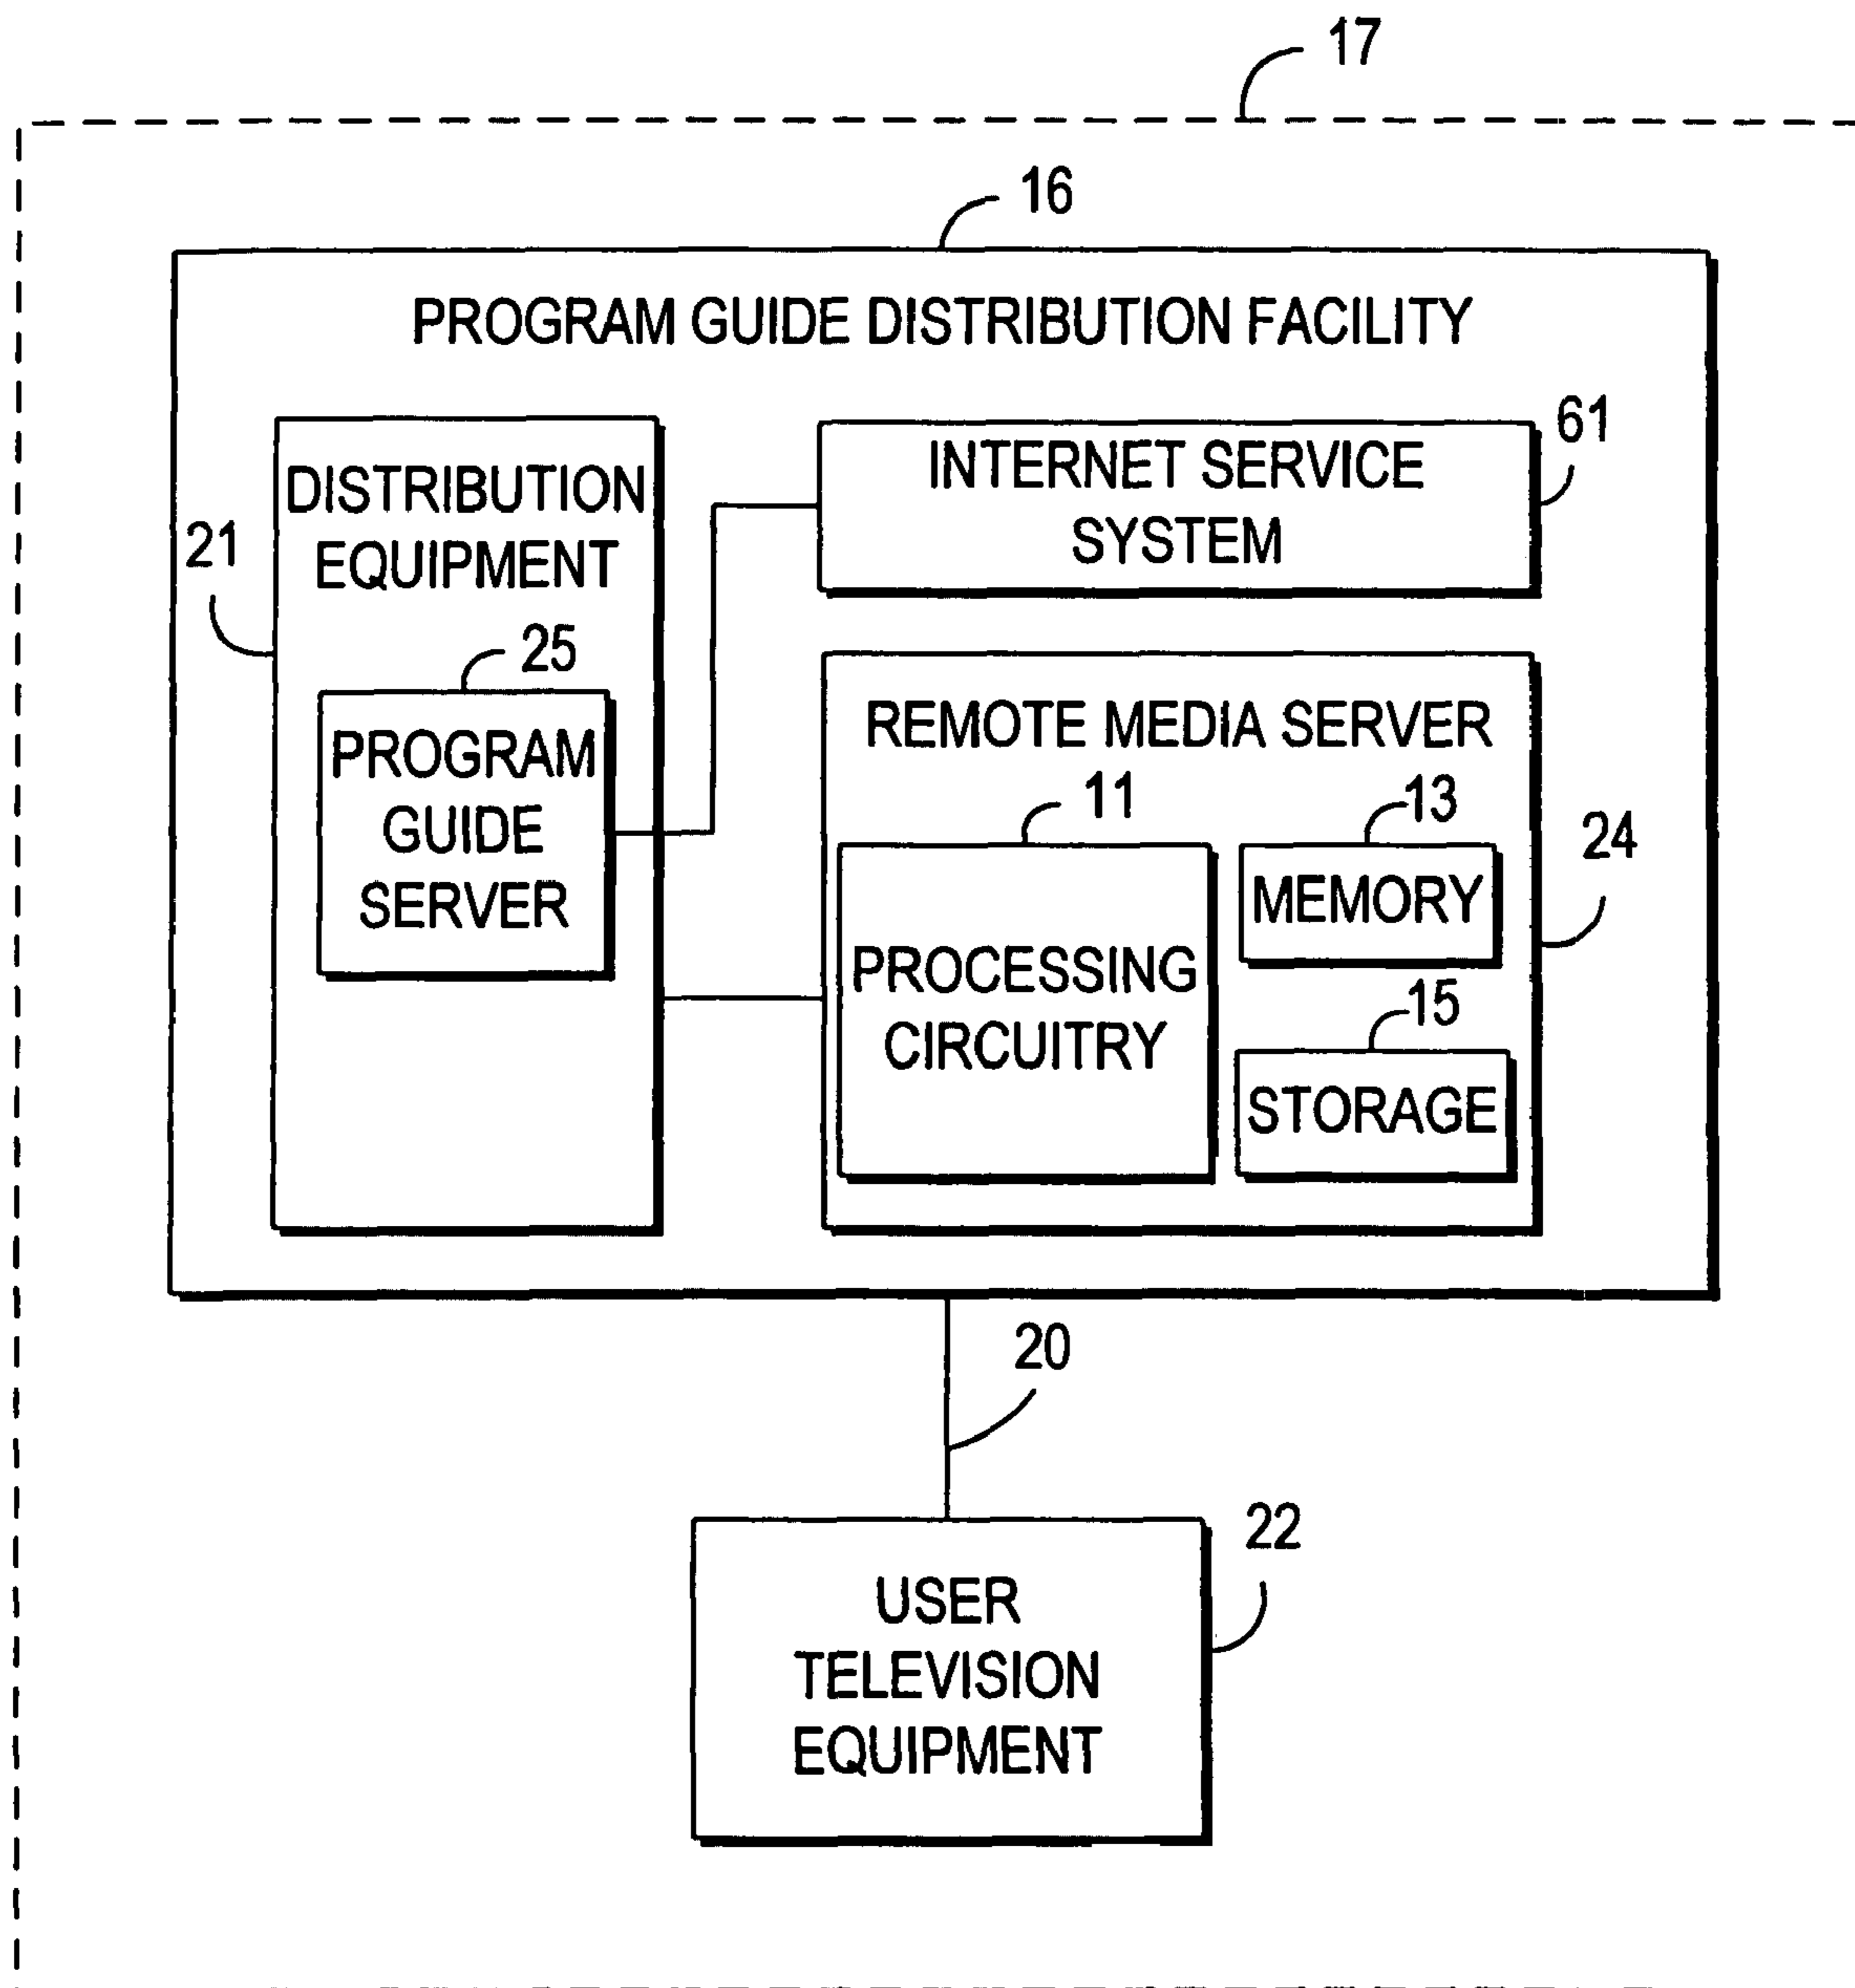 17
16
PROGRAM GUIDE DISTRIBUTION FACILITY
61
INTERNET SERVICE
SYSTEM
DISTRIBUTION
EQUIPMENT
21
25
PROGRAM
GUIDE
SERVER
REMOTE MEDIA SERVER
11
13
24
MEMORY
PROCESSING
CIRCUITRY
15
STORAGE
20
22
USER
TELEVISION
EQUIPMENT